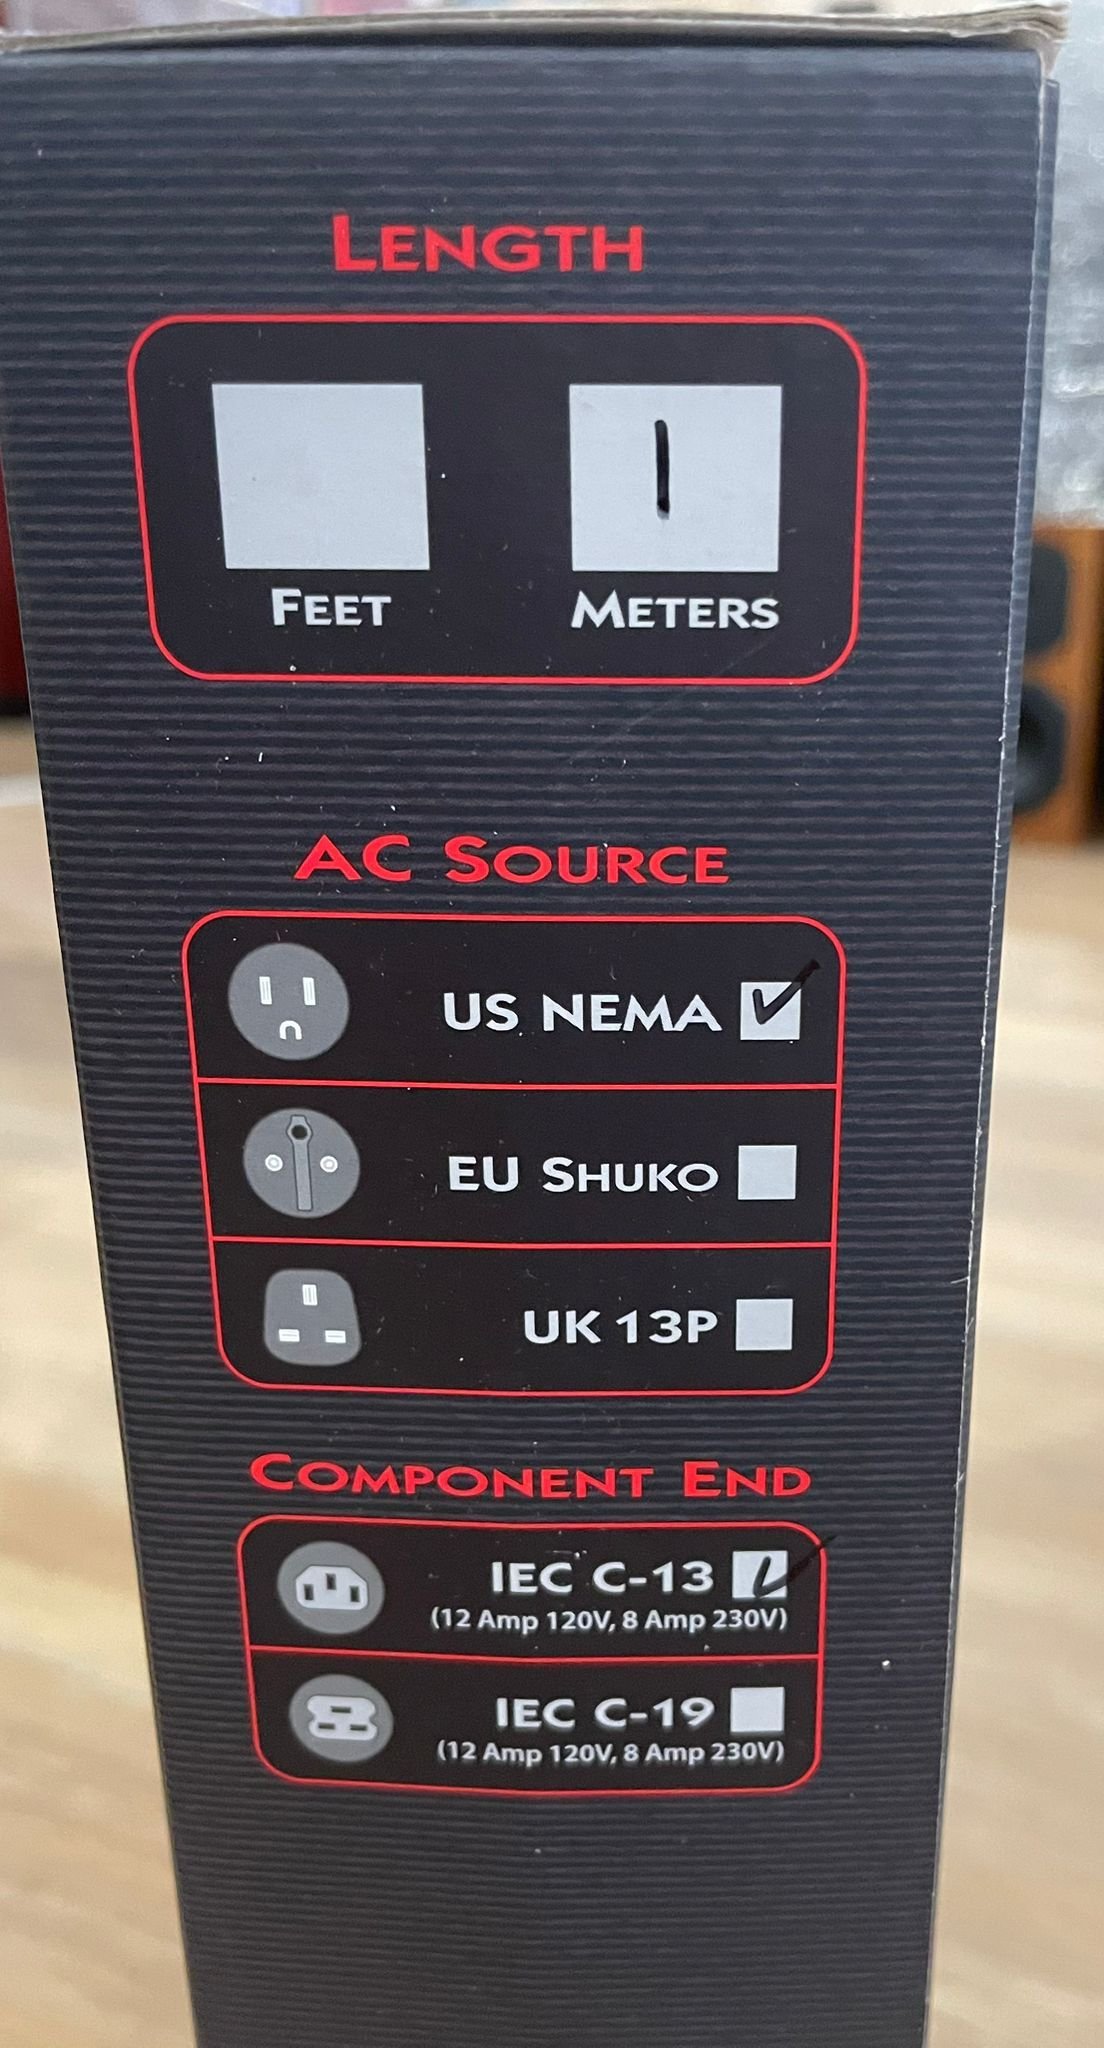 LENGTH
1
FEET METERS
AC SOURCE
US NEMA
EU SHUKO
UK 13P
COMPONENT END
IEC C-13
(12 Amp 120V, 8 Amp 230V)
IEC C-19
(12 Amp 120V, 8 Amp 230V)